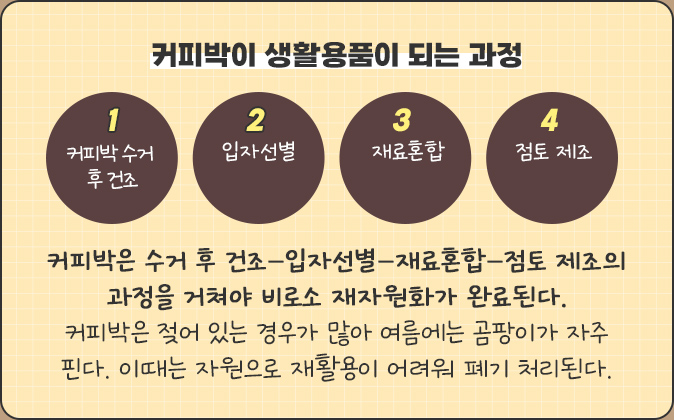 커피박이 생활용품이 되는 과정
1
커피박 수거
후 건조
2
입자선별
3
재료혼합
4
점토 제조
커피박은 수거 후 건조-입자선별-재료혼합-점토 제조의
과정을 거쳐야 비로소 재자원화가 완료된다.
커피박은 젖어 있는 경우가 많아 여름에는 곰팡이가 자주
핀다. 이때는 자원으로 재활용이 어려워 폐기 처리된다.